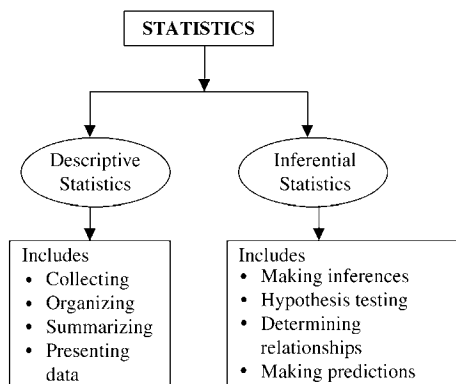 STATISTICS
Descriptive
Statistics
Inferential
Statistics
Includes
• Collecting
• Organizing
• Summarizing
• Presenting
data
Includes
• Making inferences
• Hypothesis testing
• Determining
relationships
• Making predictions